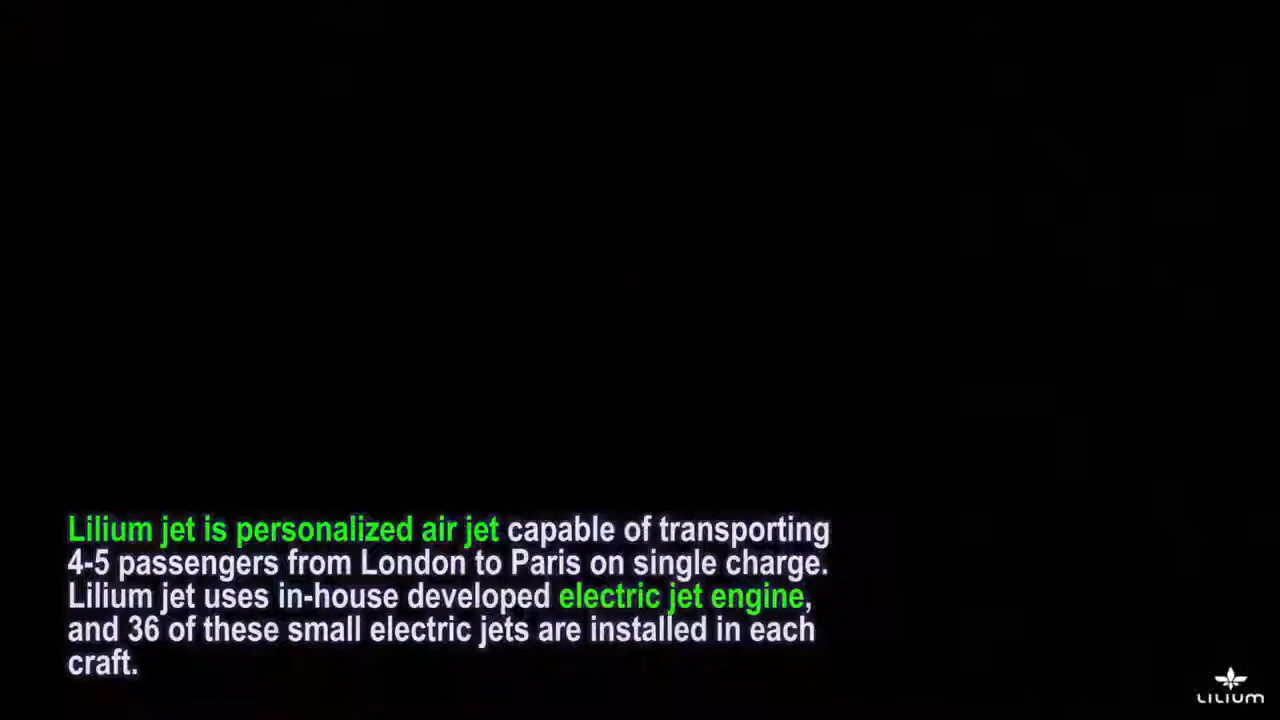 Lilium jet is personalized air jet capable of transporting
4-5 passengers from London to Paris on single charge.
Lilium jet uses in-house developed electric jet engine,
and 36 of these small electric jets are installed in each
craft.
LILIUM